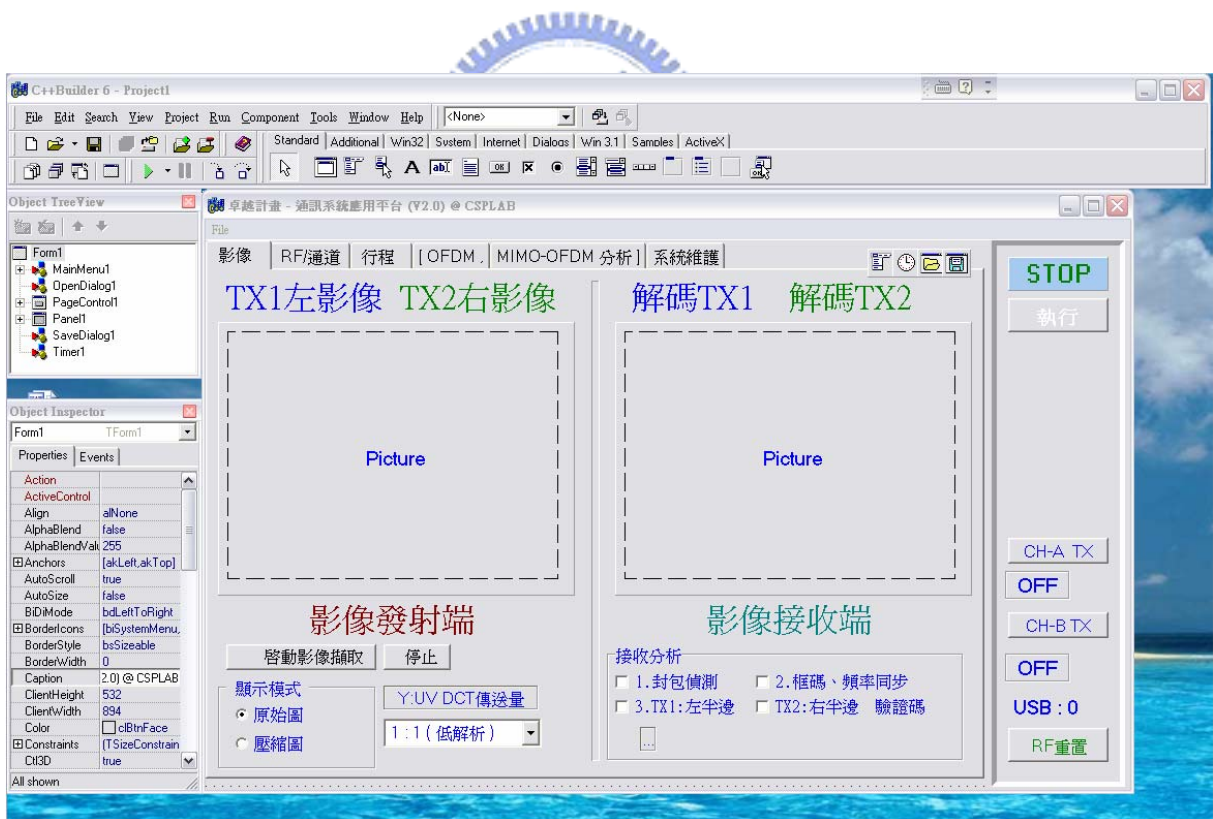 C++Builder 6 - Project1
File Edit Search View Project Run Component Tools Window Help <None>
Standard Additional Win32 System Internet Dialogs Win 3.1 Samples ActiveX
Object TreeView
Form1
MainMenu1
OpenDialog1
PageControl1
Panel1
SaveDialog1
Timer1
Object Inspector
Form1 TForm1
Properties Events
Action
ActiveControl
Align alNone
AlphaBlend false
AlphaBlendValu 255
Anchors [akLeft,akTop]
AutoScroll true
AutoSize false
BiDiMode bdLeftToRight
BorderIcons [biSystemMenu,
BorderStyle bsSizeable
BorderWidth 0
Caption 2.0) @ CSPLAB
ClientHeight 532
ClientWidth 894
Color clBtnFace
Constraints (TSizeConstrain
Ctl3D true
All shown
卓越計畫 - 通訊系統應用平台 (V2.0) @ CSPLAB
File
影像 RF/通道 行程 [ OFDM , MIMO-OFDM 分析 ] 系統維護
TX1左影像 TX2右影像 解碼TX1 解碼TX2
Picture Picture
影像發射端 影像接收端
啓動影像擷取 停止
顯示模式
原始圖
壓縮圖
Y:UV DCT傳送量
1 : 1 ( 低解析 )
接收分析
1.封包偵測 2.框碼、頻率同步
3.TX1:左半邊 TX2:右半邊 驗證碼
...
STOP
執行
CH-A TX
OFF
CH-B TX
OFF
USB : 0
RF重置